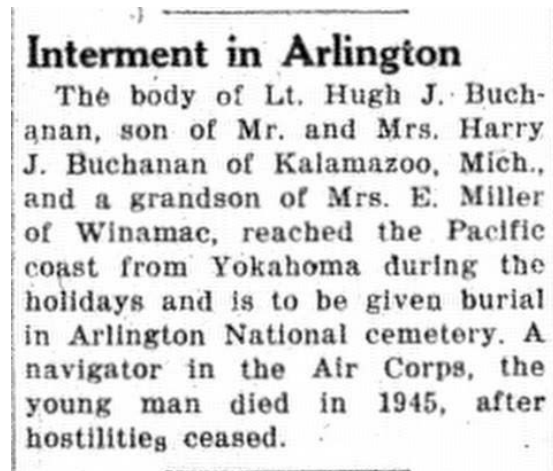 Interment in Arlington
The body of Lt. Hugh J. Buch-
anan, son of Mr. and Mrs. Harry
J. Buchanan of Kalamazoo, Mich.,
and a grandson of Mrs. E. Miller
of Winamac, reached the Pacific
coast from Yokahoma during the
holidays and is to be given burial
in Arlington National cemetery. A
navigator in the Air Corps, the
young man died in 1945, after
hostilities ceased.